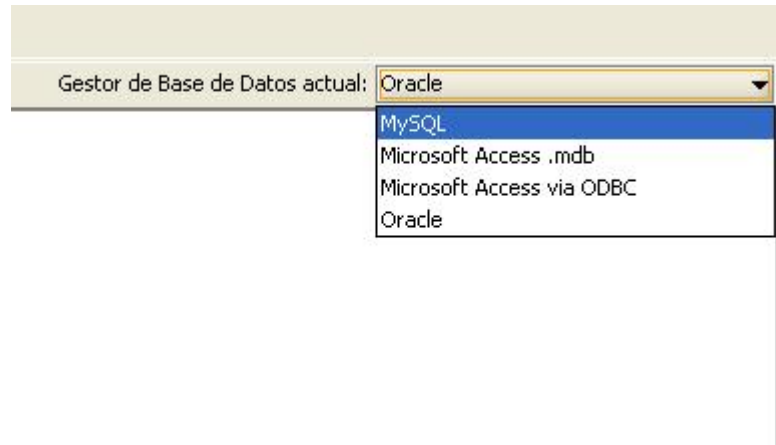 Gestor de Base de Datos actual: Oracle
MySQL
Microsoft Access .mdb
Microsoft Access via ODBC
Oracle